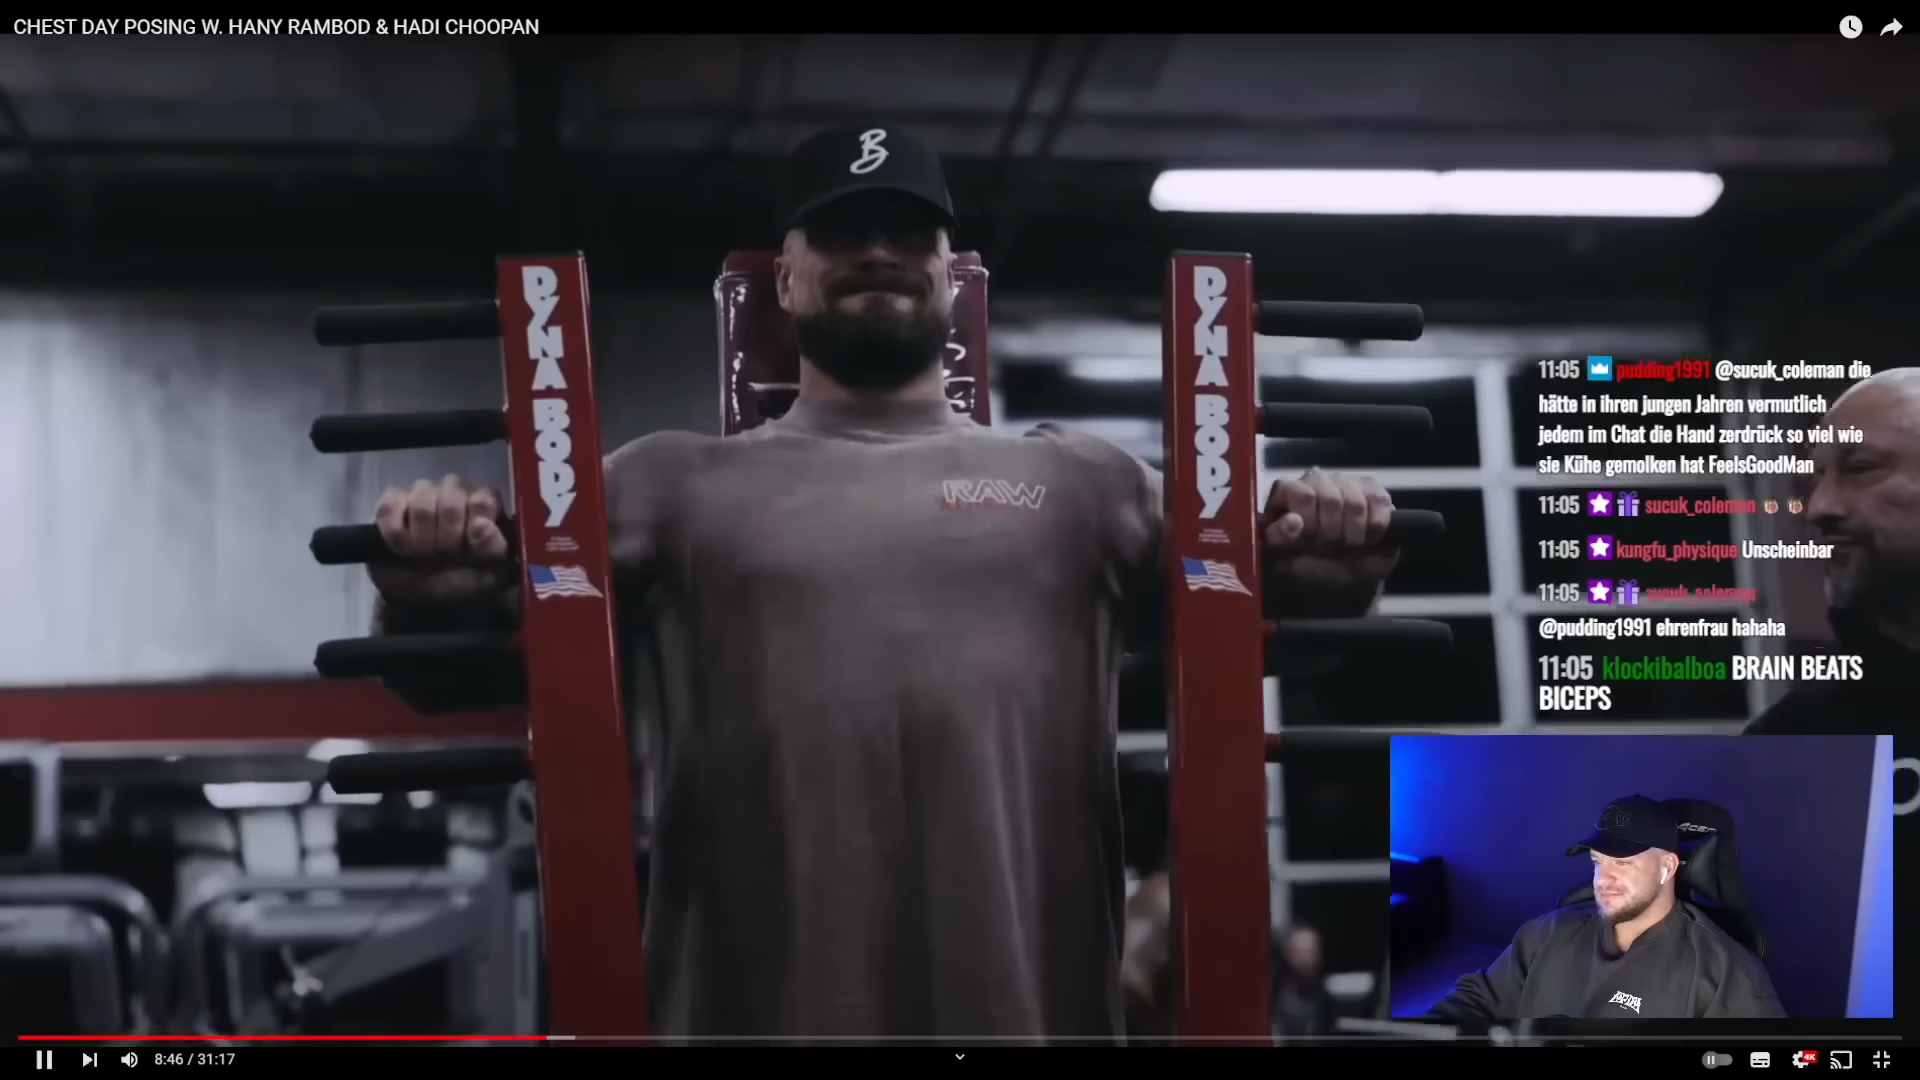 CHEST DAY POSING W. HANY RAMBOD & HADI CHOOPAN
B
DYNA BODY
DYNA BODY
RAW
11:05 pudding1991 @sucuk_coleman die
hätte in ihren jungen Jahren vermutlich
jedem im Chat die Hand zerdrück so viel wie
sie Kühe gemolken hat FeelsGoodMan
11:05 sucuk_coleman
11:05 kungfu_physique Unscheinbar
11:05 sucuk_coleman
@pudding1991 ehrenfrau hahaha
11:05 klockibalboa BRAIN BEATS
BICEPS
8:46 / 31:17
4K